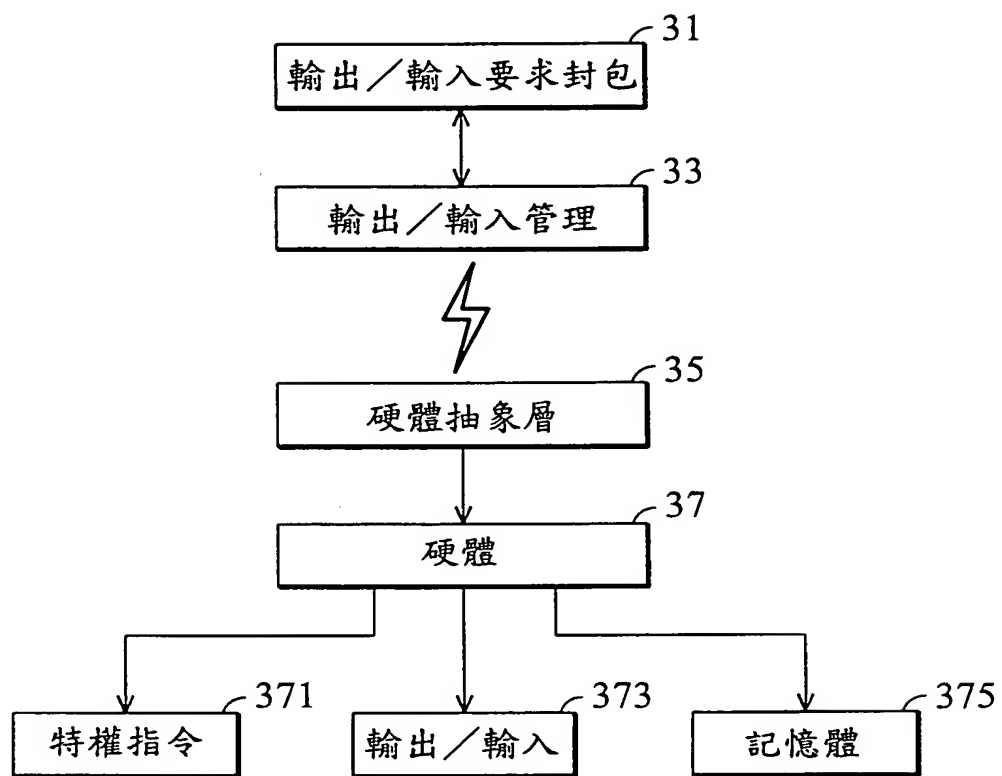 31
輸出／輸入要求封包
33
輸出／輸入管理
35
硬體抽象層
37
硬體
371
特權指令
373
輸出／輸入
375
記憶體